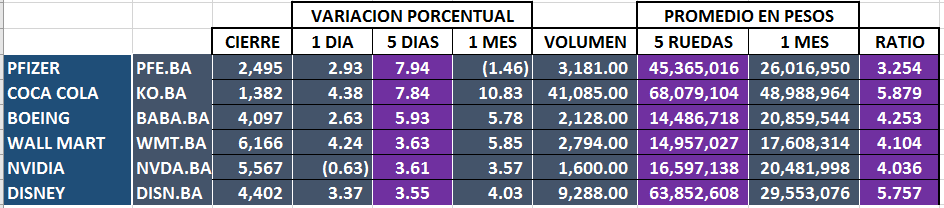 VARIACION PORCENTUAL PROMEDIO EN PESOS
CIERRE 1 DIA 5 DIAS 1 MES VOLUMEN 5 RUEDAS 1 MES RATIO
PFIZER PFE.BA 2,495 2.93 7.94 (1.46) 3,181.00 45,365,016 26,016,950 3.254
COCA COLA KO.BA 1,382 4.38 7.84 10.83 41,085.00 68,079,104 48,988,964 5.879
BOEING BABA.BA 4,097 2.63 5.93 5.78 2,128.00 14,486,718 20,859,544 4.253
WALL MART WMT.BA 6,166 4.24 3.63 5.85 2,794.00 14,957,027 17,608,314 4.104
NVIDIA NVDA.BA 5,567 (0.63) 3.61 3.57 1,600.00 16,597,138 20,481,998 4.036
DISNEY DISN.BA 4,402 3.37 3.55 4.03 9,288.00 63,852,608 29,553,076 5.757